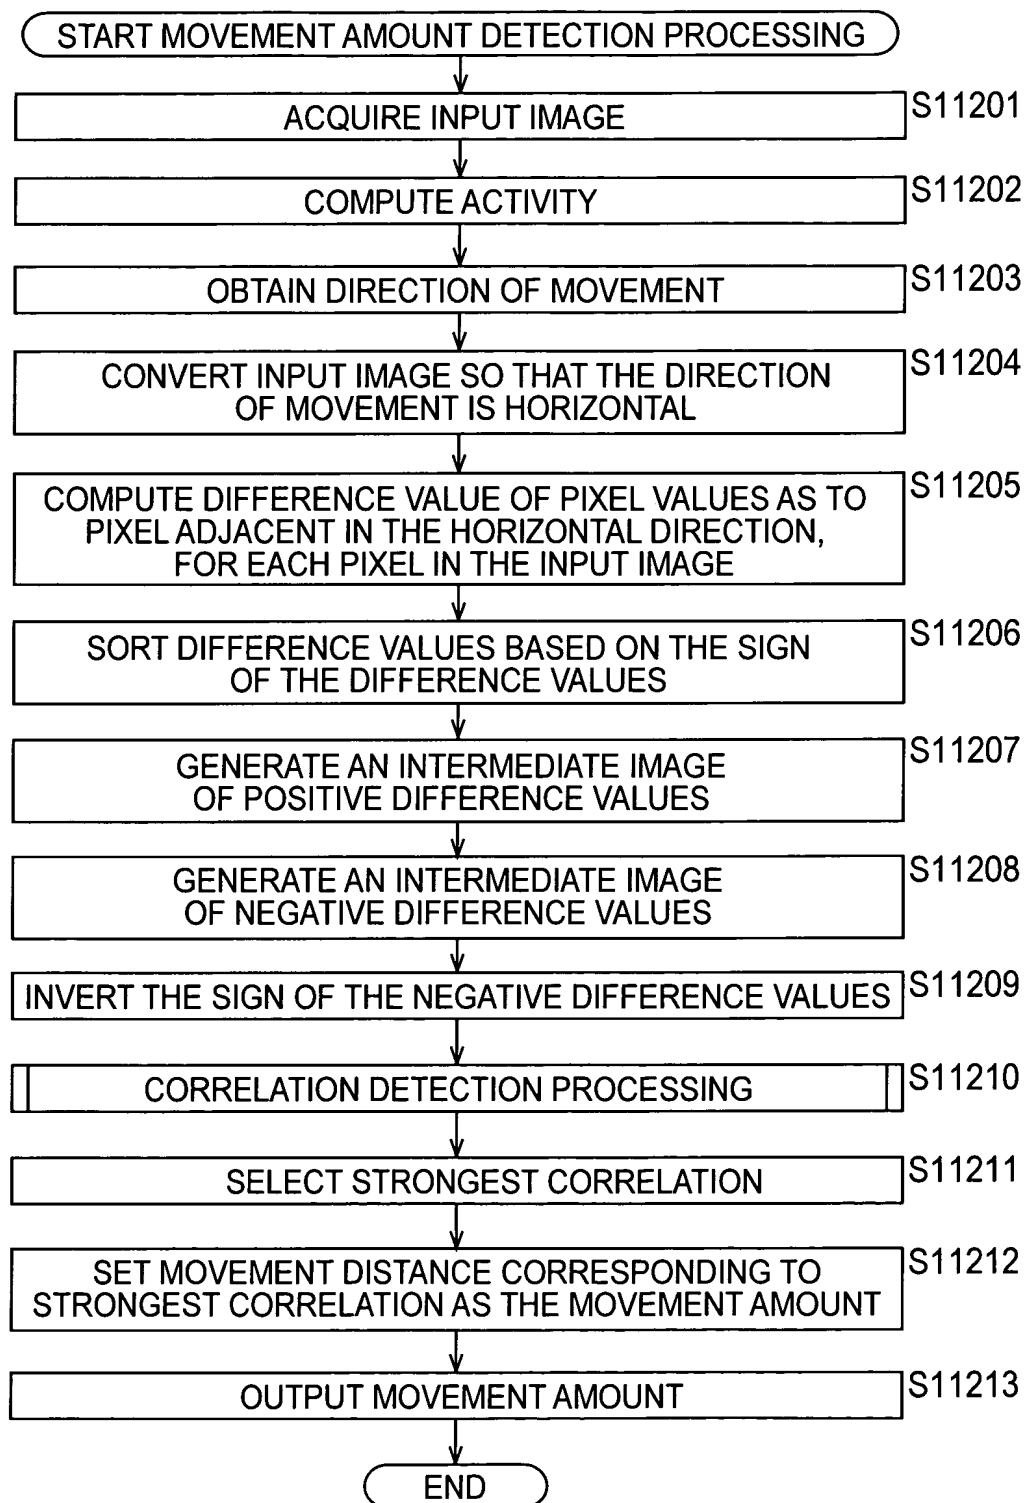 START MOVEMENT AMOUNT DETECTION PROCESSING
ACQUIRE INPUT IMAGE
S11201
COMPUTE ACTIVITY
S11202
OBTAIN DIRECTION OF MOVEMENT
S11203
CONVERT INPUT IMAGE SO THAT THE DIRECTION
OF MOVEMENT IS HORIZONTAL
S11204
COMPUTE DIFFERENCE VALUE OF PIXEL VALUES AS TO
PIXEL ADJACENT IN THE HORIZONTAL DIRECTION,
FOR EACH PIXEL IN THE INPUT IMAGE
S11205
SORT DIFFERENCE VALUES BASED ON THE SIGN
OF THE DIFFERENCE VALUES
S11206
GENERATE AN INTERMEDIATE IMAGE
OF POSITIVE DIFFERENCE VALUES
S11207
GENERATE AN INTERMEDIATE IMAGE
OF NEGATIVE DIFFERENCE VALUES
S11208
INVERT THE SIGN OF THE NEGATIVE DIFFERENCE VALUES
S11209
CORRELATION DETECTION PROCESSING
S11210
SELECT STRONGEST CORRELATION
S11211
SET MOVEMENT DISTANCE CORRESPONDING TO
STRONGEST CORRELATION AS THE MOVEMENT AMOUNT
S11212
OUTPUT MOVEMENT AMOUNT
S11213
END